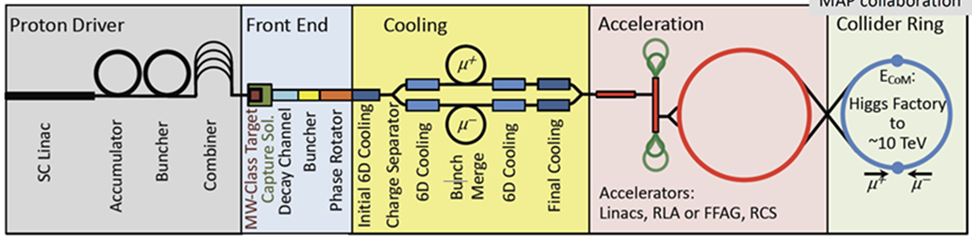 MAP collaboration
Proton Driver
Front End
Cooling
Acceleration
Collider Ring
SC Linac
Accumulator
Buncher
Combiner
MW-Class Target
Capture Sol.
Decay Channel
Buncher
Phase Rotator
Initial 6D Cooling
Charge Separator
6D Cooling
Bunch
Merge
6D Cooling
Final Cooling
μ+
μ−
Accelerators:
Linacs, RLA or FFAG, RCS
ECoM:
Higgs Factory
to
~10 TeV
μ+
μ−